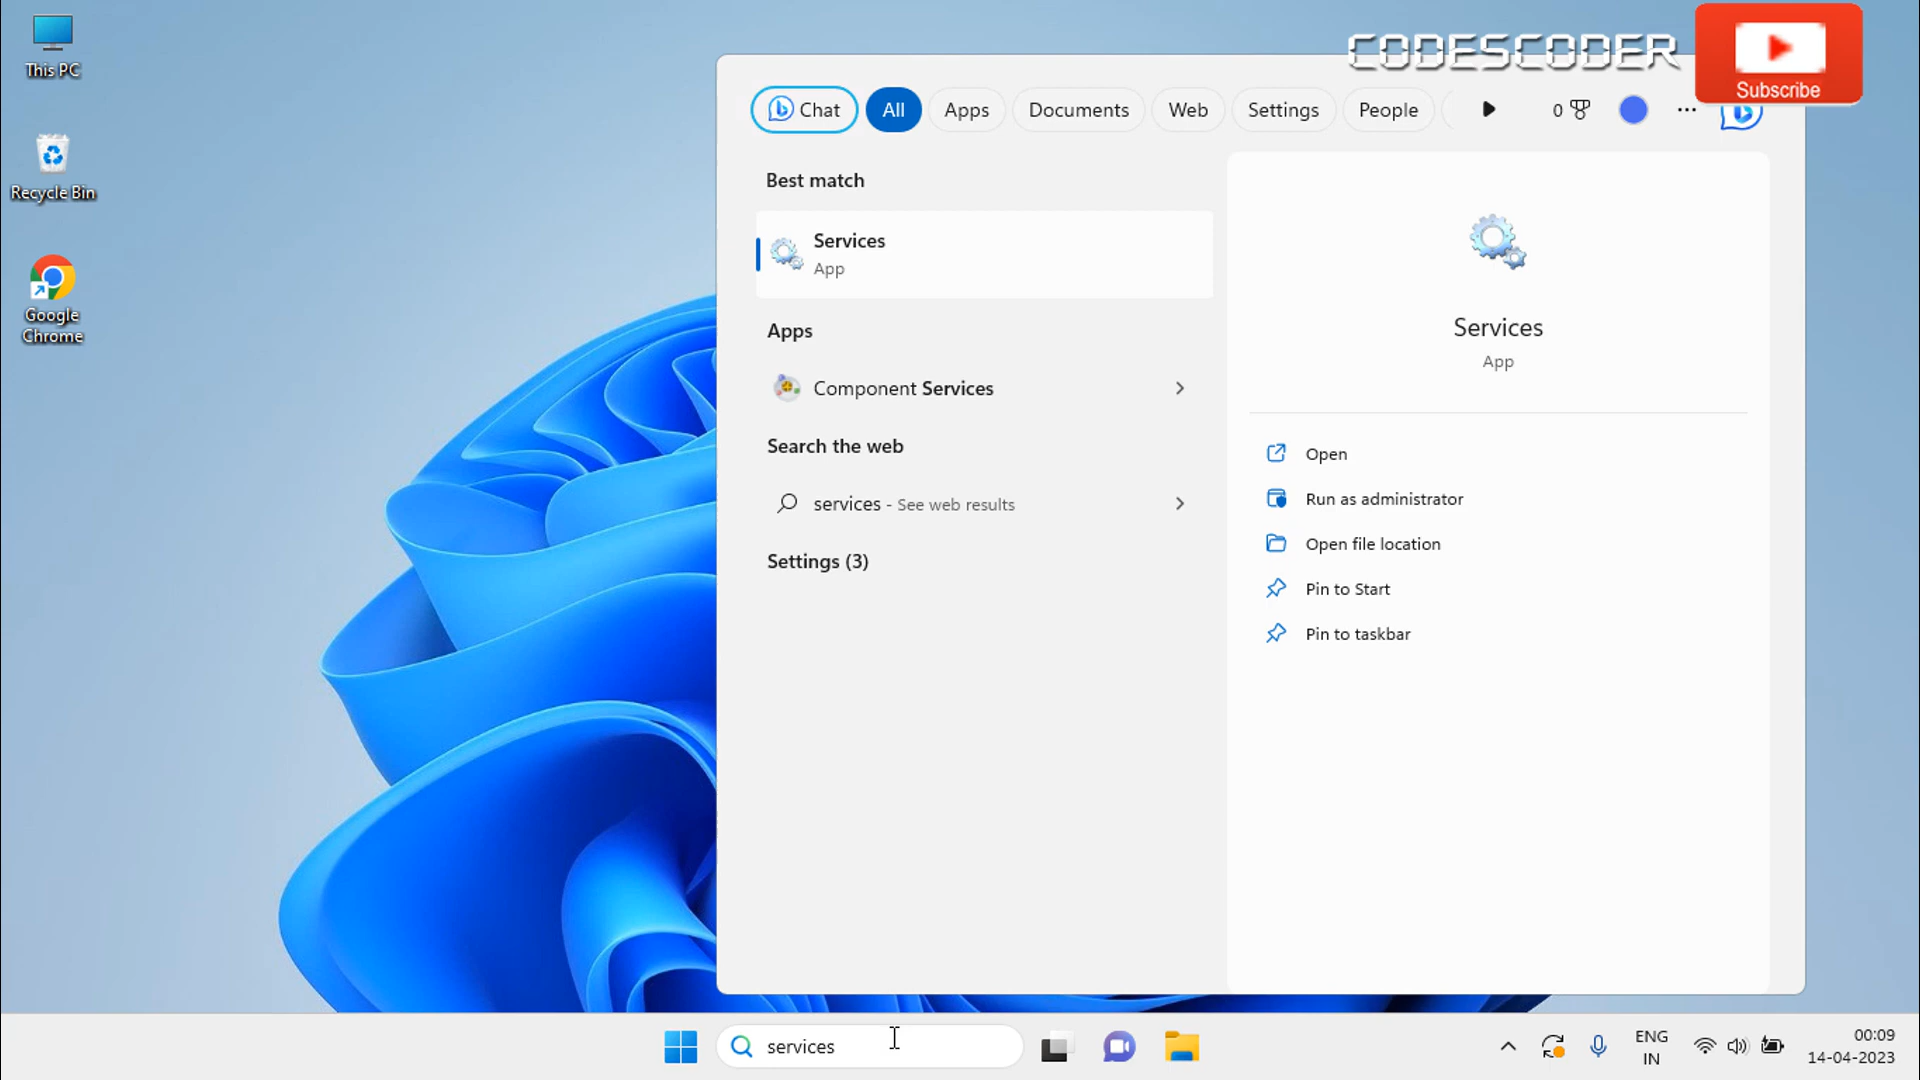 This PC
Recycle Bin
Google
Chrome
CODESCODER
Subscribe
Chat
All
Apps
Documents
Web
Settings
People
0
...
Best match
Services
App
Apps
Component Services
Search the web
services - See web results
Settings (3)
Services
App
Open
Run as administrator
Open file location
Pin to Start
Pin to taskbar
services
ENG
IN
00:09
14-04-2023